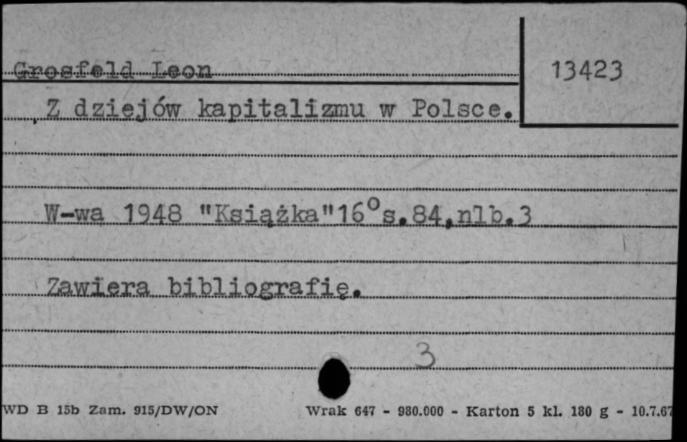 Grosfeld Leon
13423
Z dziejów kapitalizmu w Polsce.
W-wa 1948 "Książka"16° s.84,nlb.3
Zawiera bibliografię.
3
WD B 15b Zam. 915/DW/ON
Wrak 647 - 980.000 - Karton 5 kl. 180 g - 10.7.67